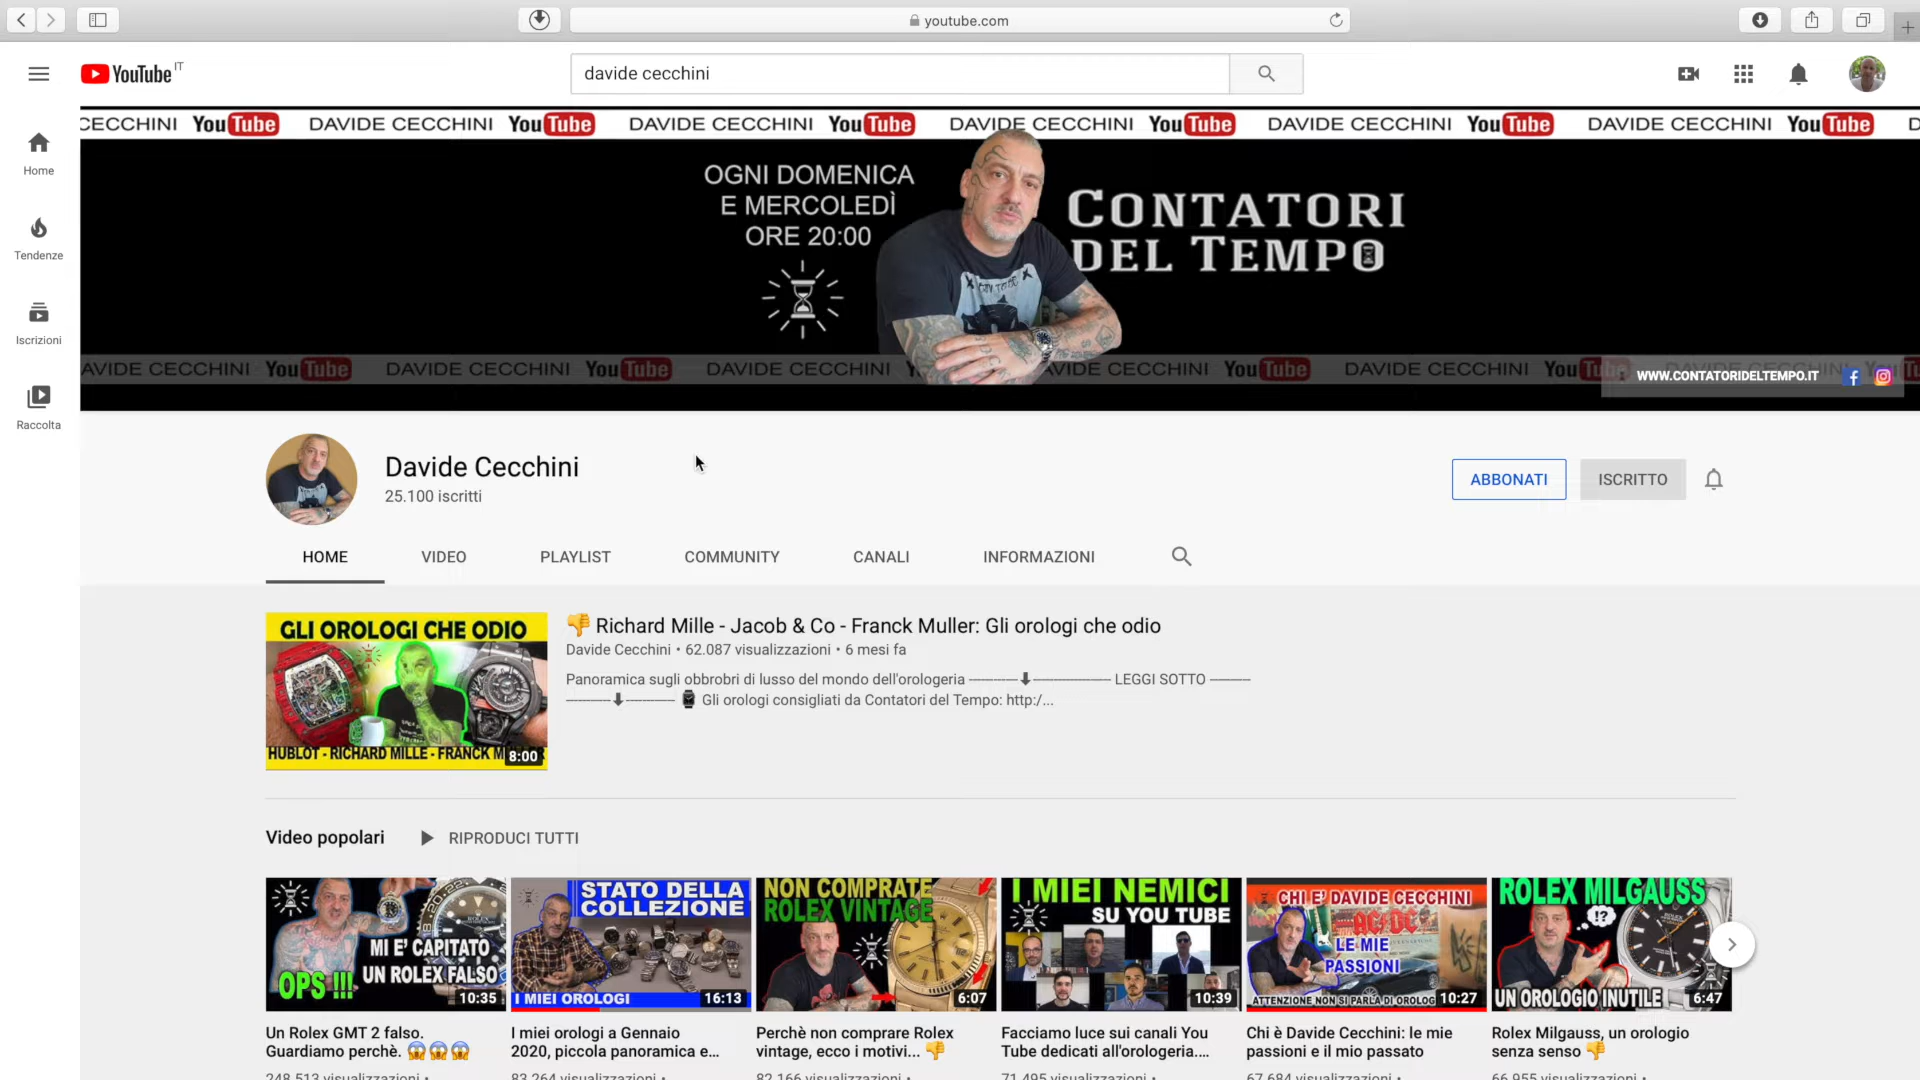 youtube.com
YouTube IT
davide cecchini
CECCHINI YouTube DAVIDE CECCHINI YouTube DAVIDE CECCHINI YouTube DAVIDE CECCHINI YouTube DAVIDE CECCHINI YouTube DAVIDE CECCHINI YouTube D
OGNI DOMENICA
E MERCOLEDÌ
ORE 20:00
CONTATORI
DEL TEMPO
AVIDE CECCHINI YouTube DAVIDE CECCHINI YouTube DAVIDE CECCHINI Y AVIDE CECCHINI YouTube DAVIDE CECCHINI YouTube
WWW.CONTATORIDELTEMPO.IT
Home
Tendenze
Iscrizioni
Raccolta
Davide Cecchini
25.100 iscritti
ABBONATI
ISCRITTO
HOME
VIDEO
PLAYLIST
COMMUNITY
CANALI
INFORMAZIONI
GLI OROLOGI CHE ODIO
HUBLOT - RICHARD MILLE - FRANCK M
8:00
👎 Richard Mille - Jacob & Co - Franck Muller: Gli orologi che odio
Davide Cecchini • 62.087 visualizzazioni • 6 mesi fa
Panoramica sugli obbrobri di lusso del mondo dell'orologeria -----------⬇----------------- LEGGI SOTTO ---------
----------⬇----------- ⌚ Gli orologi consigliati da Contatori del Tempo: http:/...
Video popolari
RIPRODUCI TUTTI
MI E' CAPITATO
UN ROLEX FALSO
OPS !!!
10:35
STATO DELLA
COLLEZIONE
I MIEI OROLOGI
16:13
NON COMPRATE
ROLEX VINTAGE
6:07
I MIEI NEMICI
SU YOU TUBE
10:39
CHI E' DAVIDE CECCHINI
AC/DC
LE MIE
PASSIONI
ATTENZIONE NON SI PARLA DI OROLOG
10:27
ROLEX MILGAUSS
!?
UN OROLOGIO INUTILE
6:47
Un Rolex GMT 2 falso.
Guardiamo perchè. 😱😱😱
248.513 visualizzazioni •
I miei orologi a Gennaio
2020, piccola panoramica e...
83.264 visualizzazioni •
Perchè non comprare Rolex
vintage, ecco i motivi... 👎
82.166 visualizzazioni •
Facciamo luce sui canali You
Tube dedicati all'orologeria....
71.495 visualizzazioni •
Chi è Davide Cecchini: le mie
passioni e il mio passato
67.684 visualizzazioni •
Rolex Milgauss, un orologio
senza senso 👎
66.955 visualizzazioni •